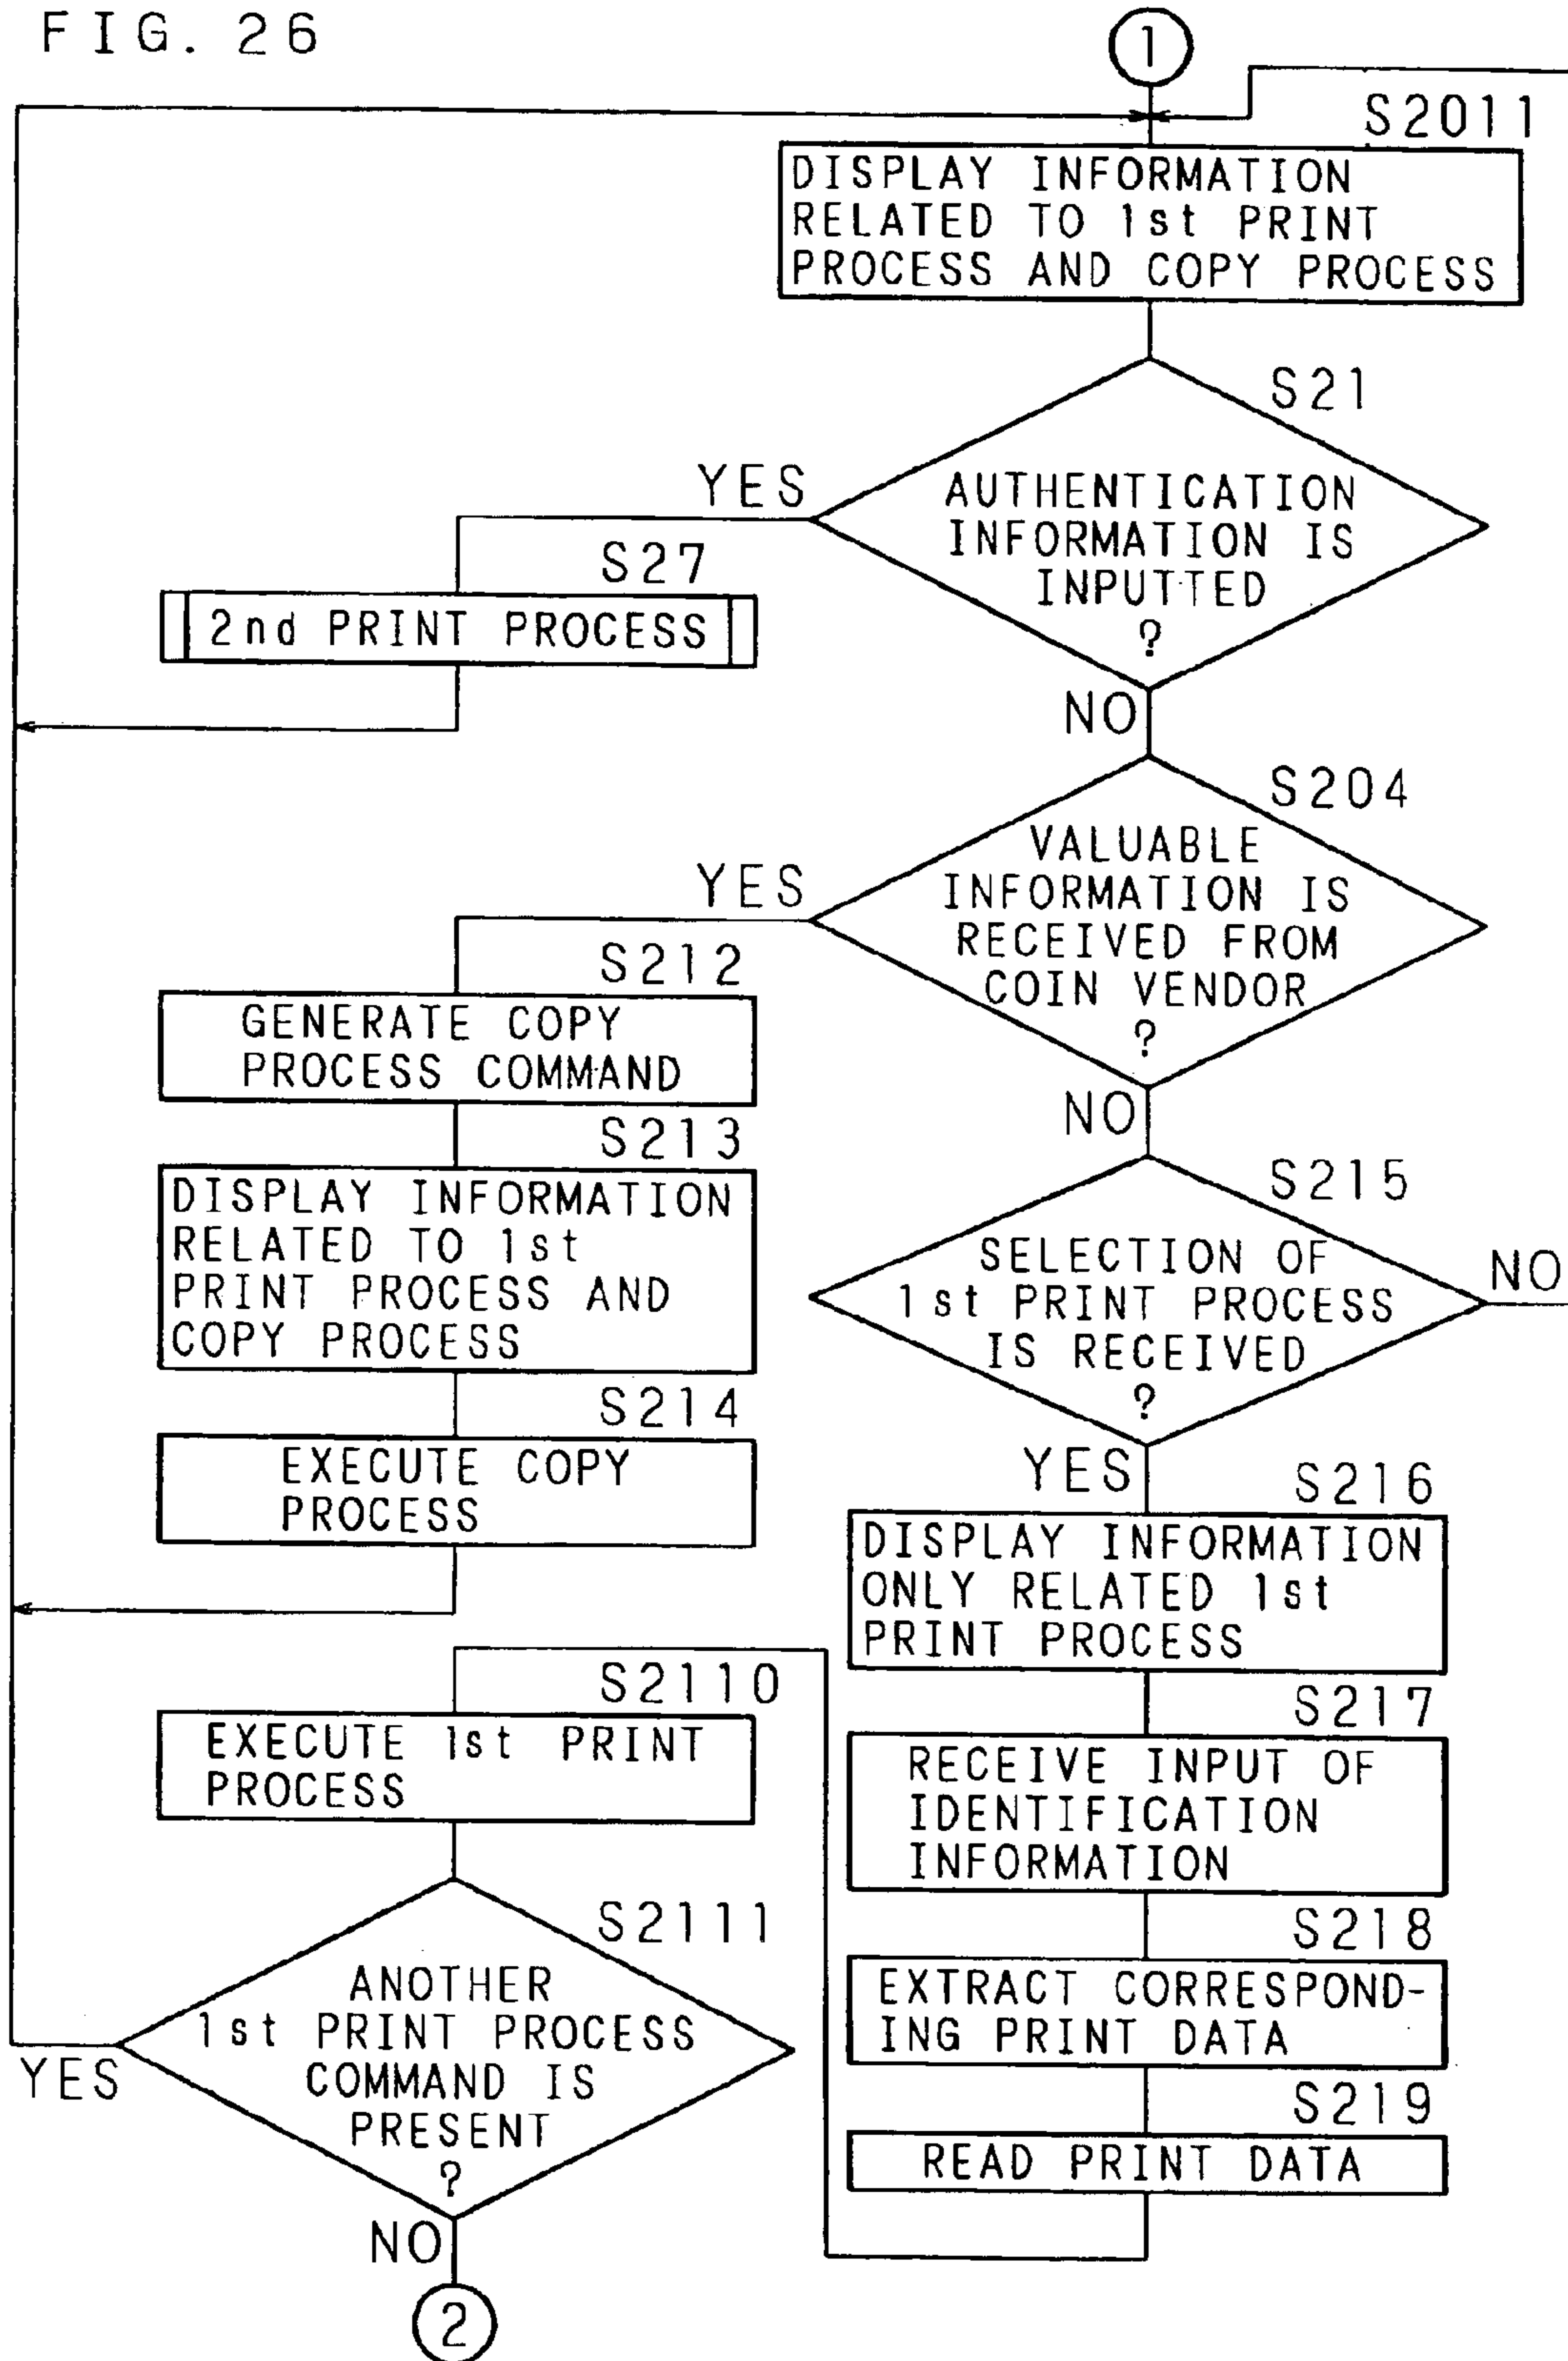 FIG. 26
1
S2011
DISPLAY INFORMATION
RELATED TO 1st PRINT
PROCESS AND COPY PROCESS
S21
AUTHENTICATION
INFORMATION IS
INPUTTED
?
YES
NO
S27
2nd PRINT PROCESS
S204
VALUABLE
INFORMATION IS
RECEIVED FROM
COIN VENDOR
?
YES
NO
S212
GENERATE COPY
PROCESS COMMAND
S213
DISPLAY INFORMATION
RELATED TO 1st
PRINT PROCESS AND
COPY PROCESS
S214
EXECUTE COPY
PROCESS
S215
SELECTION OF
1st PRINT PROCESS
IS RECEIVED
?
NO
YES
S216
DISPLAY INFORMATION
ONLY RELATED 1st
PRINT PROCESS
S217
RECEIVE INPUT OF
IDENTIFICATION
INFORMATION
S218
EXTRACT CORRESPOND-
ING PRINT DATA
S219
READ PRINT DATA
S2110
EXECUTE 1st PRINT
PROCESS
S2111
ANOTHER
1st PRINT PROCESS
COMMAND IS
PRESENT
?
YES
NO
2